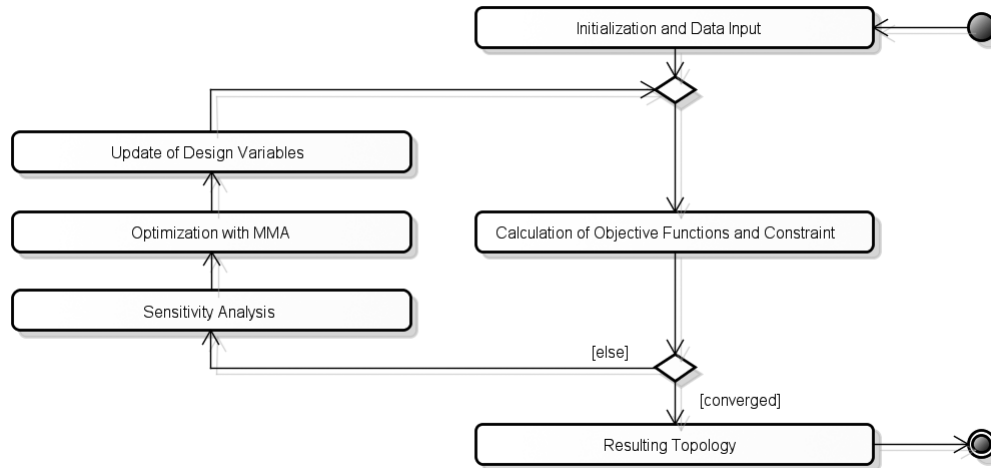 Initialization and Data Input
Update of Design Variables
Optimization with MMA
Calculation of Objective Functions and Constraint
Sensitivity Analysis
[else]
[converged]
Resulting Topology